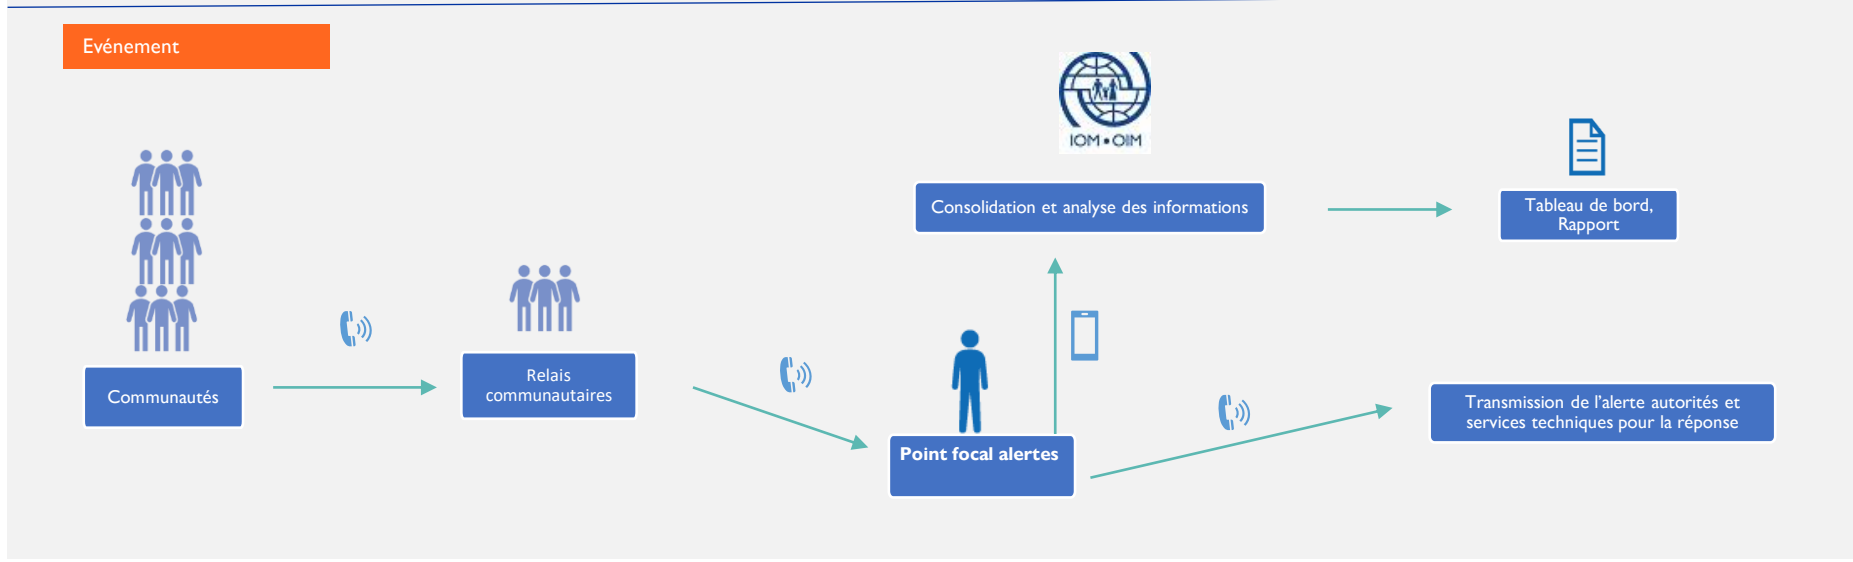 Evénement
IOM • OIM
Consolidation et analyse des informations
Tableau de bord,
Rapport
Communautés
Relais
communautaires
Point focal alertes
Transmission de l’alerte autorités et
services techniques pour la réponse